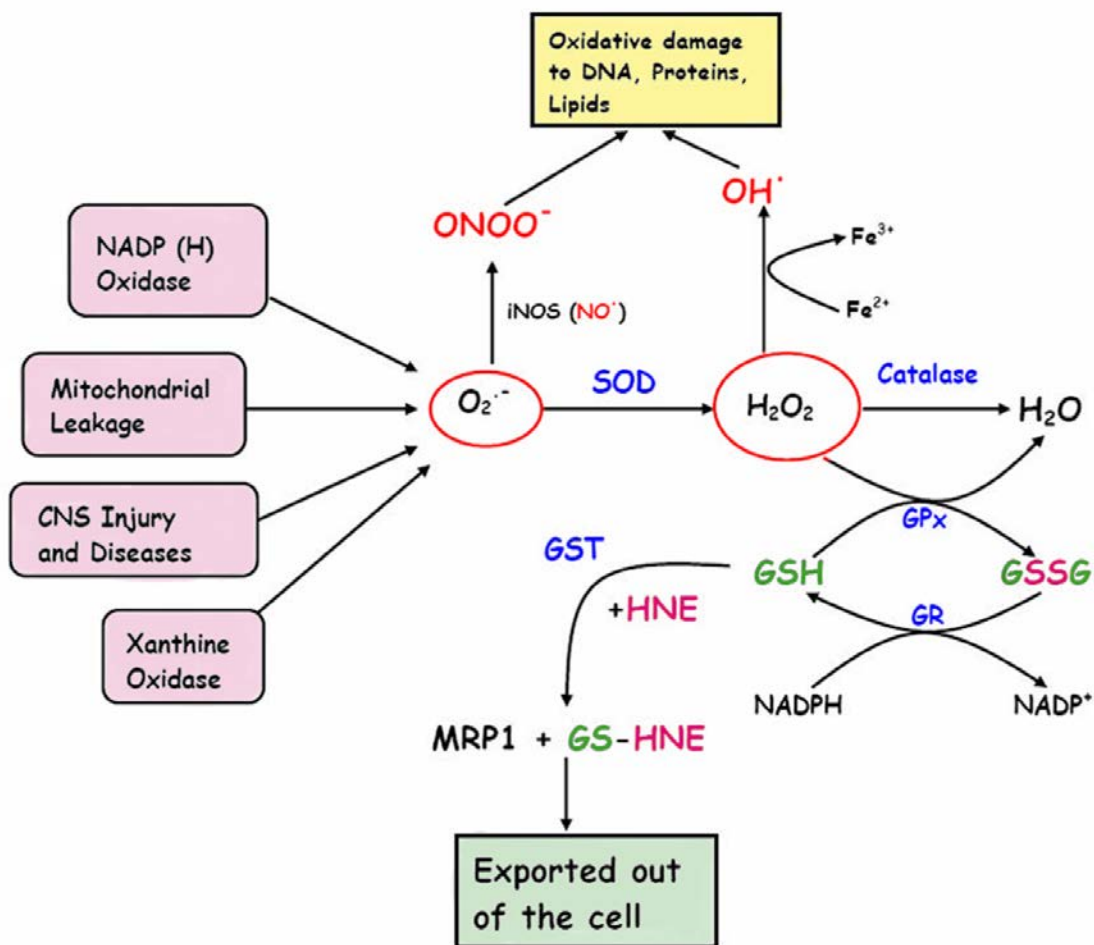 Oxidative damage
to DNA, Proteins,
Lipids
OH·
ONOO⁻
NADP (H)
Oxidase
Fe³⁺
iNOS (NO·)
Fe²⁺
Mitochondrial
Leakage
O₂·⁻
SOD
H₂O₂
Catalase
H₂O
CNS Injury
and Diseases
GPx
GST
GSH
GSSG
+HNE
GR
Xanthine
Oxidase
NADPH
NADP⁺
MRP1 + GS-HNE
Exported out
of the cell